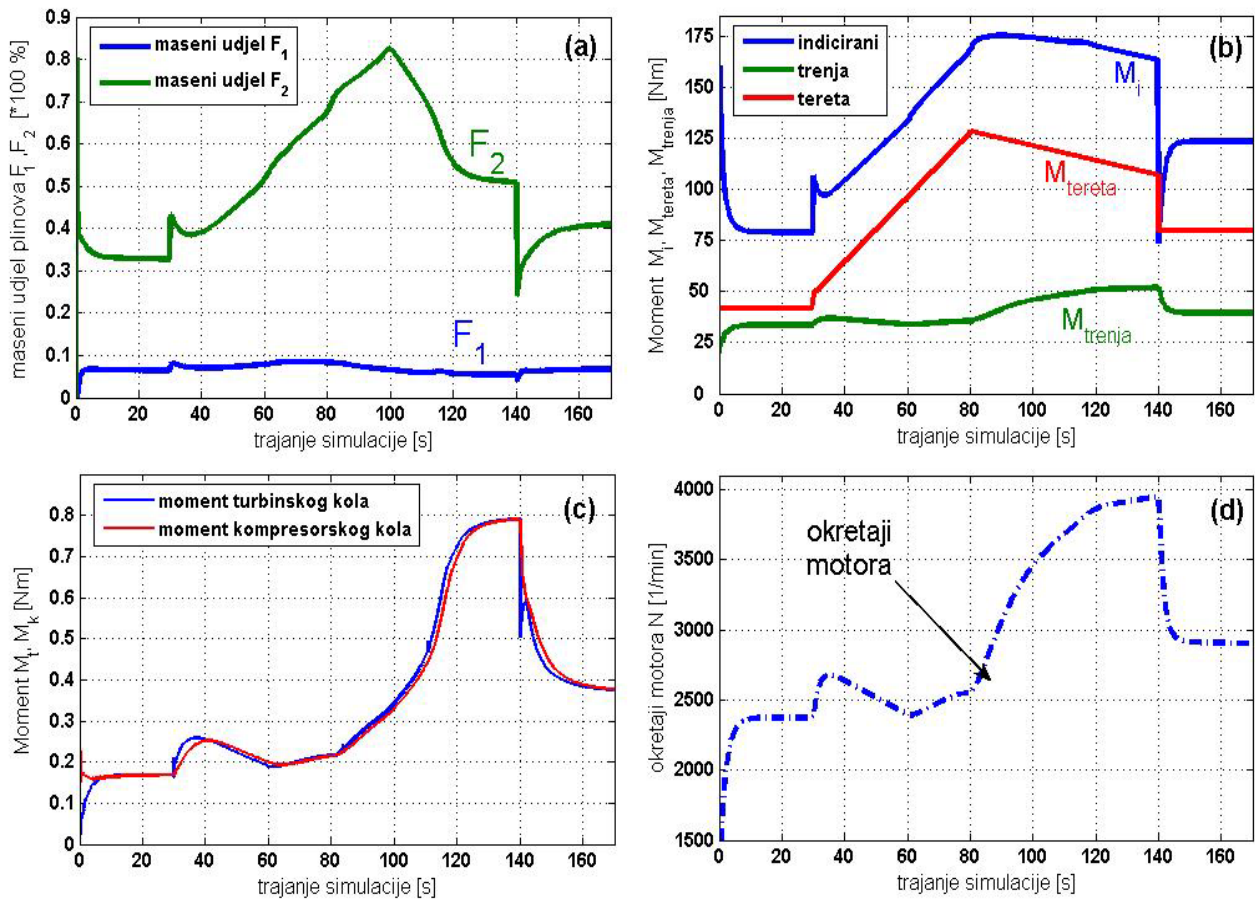 maseni udjel F1
maseni udjel F2
(a)
F2
F1
maseni udjel plinova F1 ,F2 [*100 %]
0.9
0.8
0.7
0.6
0.5
0.4
0.3
0.2
0.1
0
0 20 40 60 80 100 120 140 160
trajanje simulacije [s]
indicirani
trenja
tereta
(b)
Mi
Mtereta
Mtrenja
Moment Mi, Mtereta, Mtrenja, [Nm]
175
150
125
100
75
50
25
0
0 20 40 60 80 100 120 140 160
trajanje simulacije [s]
moment turbinskog kola
moment kompresorskog kola
(c)
Moment Mt, Mk [Nm]
0.8
0.7
0.6
0.5
0.4
0.3
0.2
0.1
0
0 20 40 60 80 100 120 140 160
trajanje simulacije [s]
(d)
okretaji
motora
okretaji motora N [1/min]
4000
3500
3000
2500
2000
1500
0 20 40 60 80 100 120 140 160
trajanje simulacije [s]